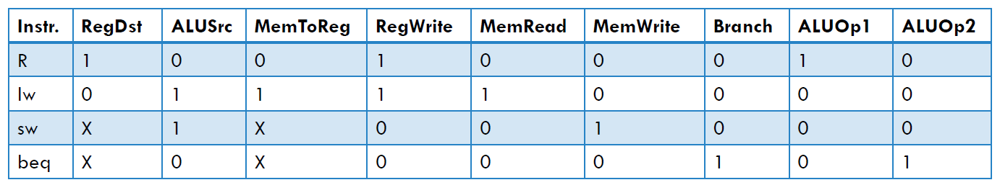 Instr. RegDst ALUSrc MemToReg RegWrite MemRead MemWrite Branch ALUOp1 ALUOp2
R 1 0 0 1 0 0 0 1 0
lw 0 1 1 1 1 0 0 0 0
sw X 1 X 0 0 1 0 0 0
beq X 0 X 0 0 0 1 0 1